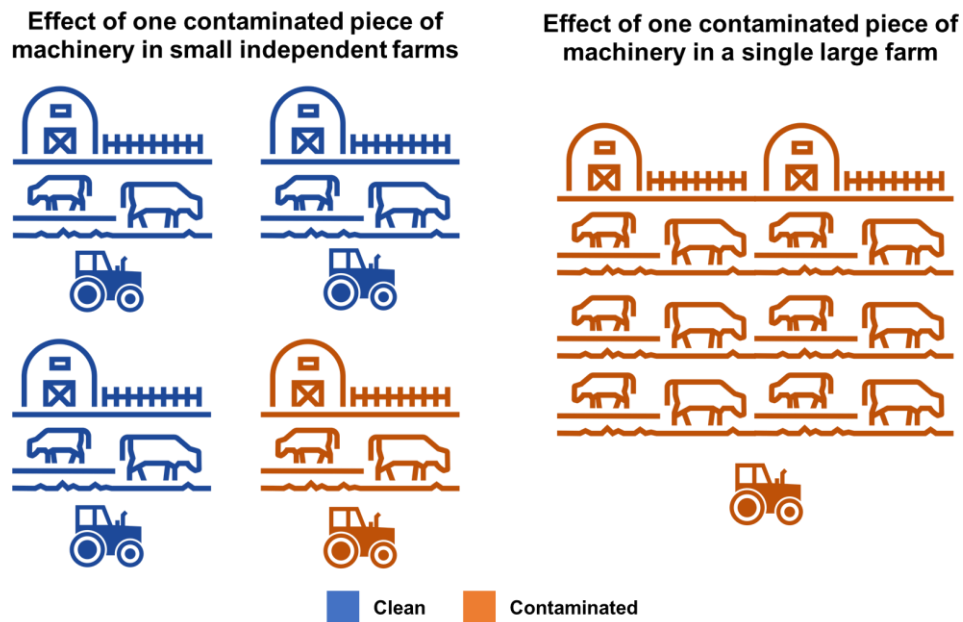 Effect of one contaminated piece of
machinery in small independent farms
Effect of one contaminated piece of
machinery in a single large farm
Clean
Contaminated